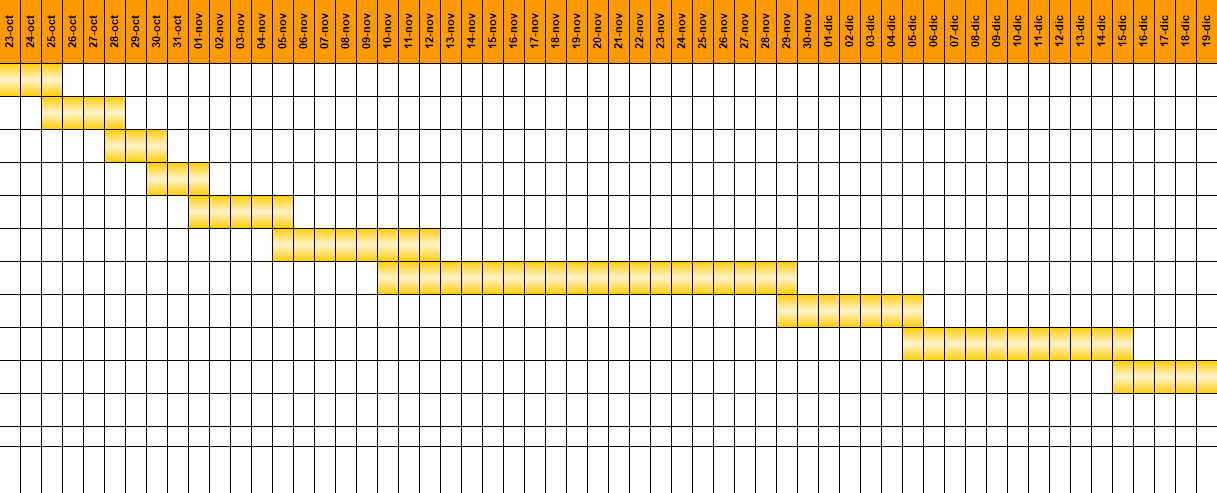 23-oct
24-oct
25-oct
26-oct
27-oct
28-oct
29-oct
30-oct
31-oct
01-nov
02-nov
03-nov
04-nov
05-nov
06-nov
07-nov
08-nov
09-nov
10-nov
11-nov
12-nov
13-nov
14-nov
15-nov
16-nov
17-nov
18-nov
19-nov
20-nov
21-nov
22-nov
23-nov
24-nov
25-nov
26-nov
27-nov
28-nov
29-nov
30-nov
01-dic
02-dic
03-dic
04-dic
05-dic
06-dic
07-dic
08-dic
09-dic
10-dic
11-dic
12-dic
13-dic
14-dic
15-dic
16-dic
17-dic
18-dic
19-dic